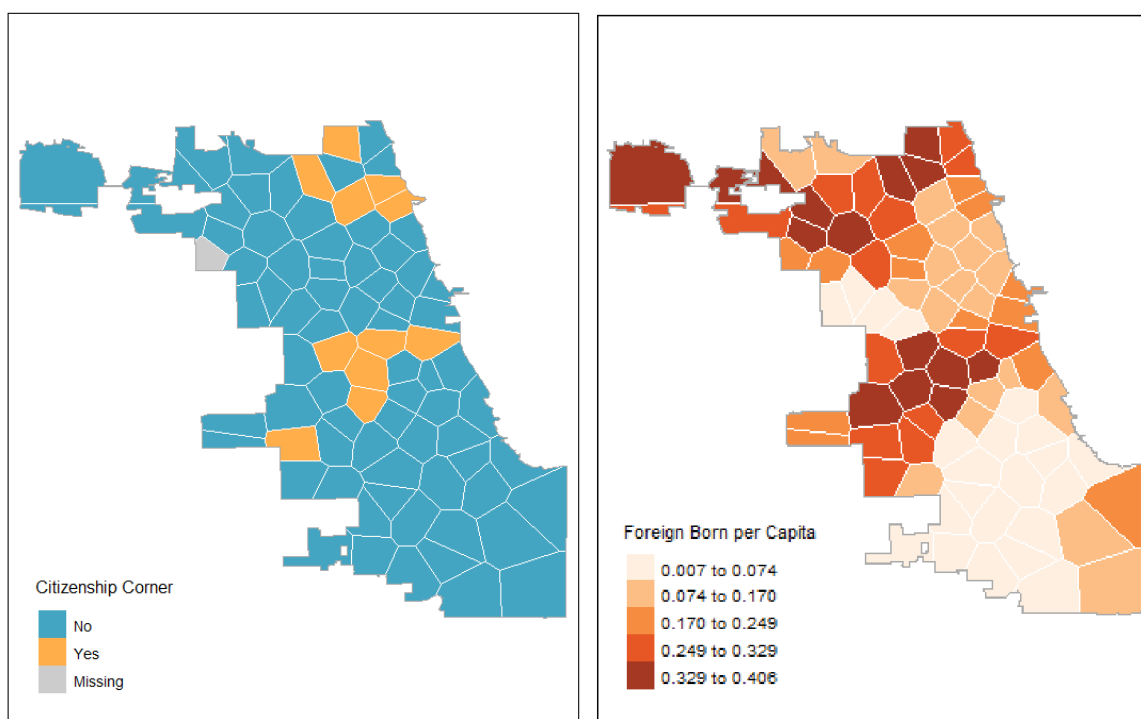 Citizenship Corner
No
Yes
Missing
Foreign Born per Capita
0.007 to 0.074
0.074 to 0.170
0.170 to 0.249
0.249 to 0.329
0.329 to 0.406